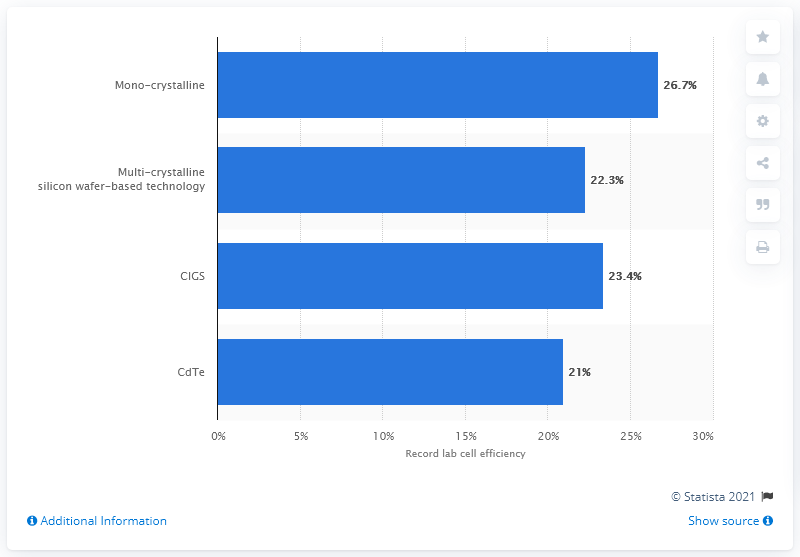 Mono-crystalline
26.7%
Multi-crystalline
silicon wafer-based technology
22.3%
CIGS
23.4%
CdTe
21%
0% 5% 10% 15% 20% 25% 30%
Record lab cell efficiency
© Statista 2021
Additional Information
Show source